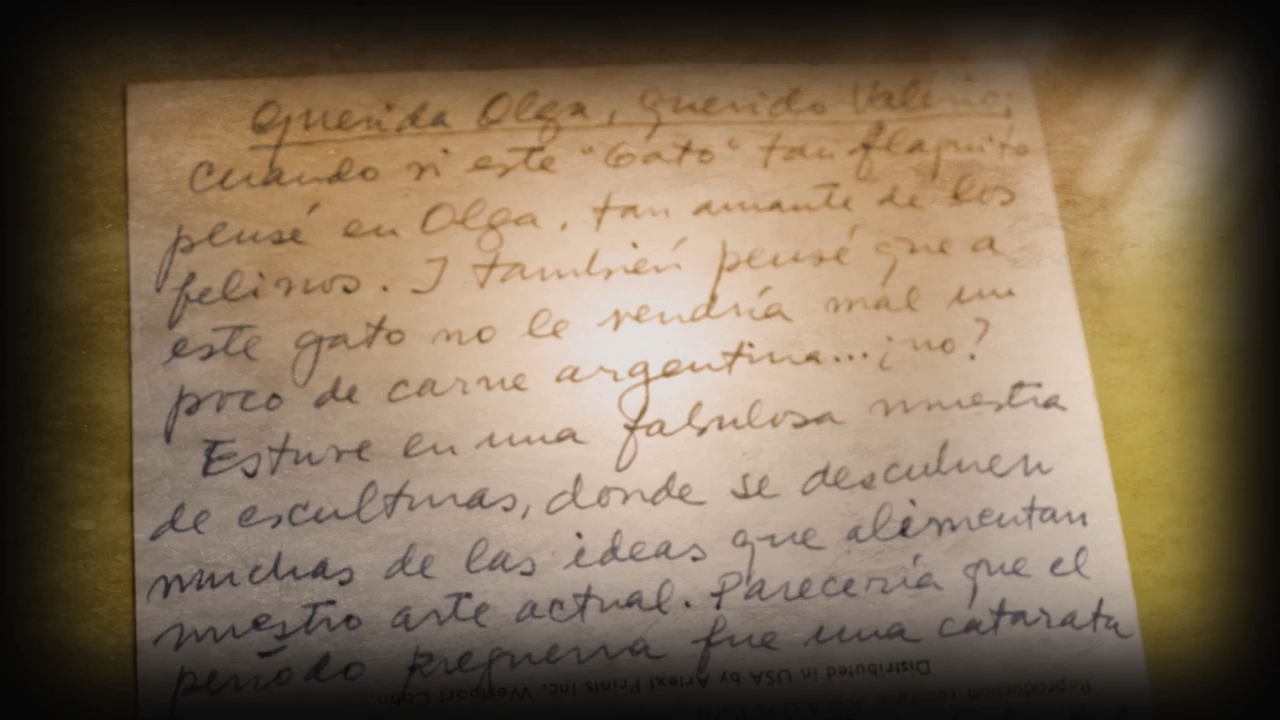 Querida Olga, querido Valerio;
Cuando vi este "Gato" tan flaquito
pensé en Olga, tan amante de los
felinos. I también pensé que a
este gato no le vendría mal un
poco de carne argentina...¿no?
Estuve en una fabulosa muestra
de esculturas, donde se descubren
muchas de las ideas que alimentan
nuestro arte actual. Parecería que el
período preguerra fue una catarata
Distributed in USA by Artext Prints Inc. Westport Conn.
Reproduction